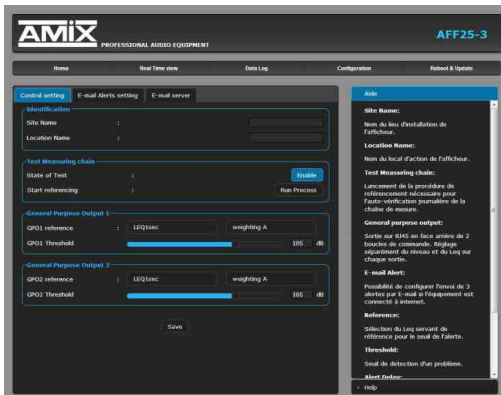 AMiX
PROFESSIONAL AUDIO EQUIPMENT
AFF25-3
Home
Real Time view
Data Log
Configuration
Reboot & Update
Control setting
E-mail Alerts setting
E-mail server
Identification
Site Name :
Location Name :
Test Measuring chain
State of Test : Enable
Start referencing : Run Process
General Purpose Output 1
GPO1 reference : LEQ1sec weighting A
GPO1 Threshold 105 dB
General Purpose Output 2
GPO2 reference : LEQ1sec weighting A
GPO2 Threshold 105 dB
Save
Aide
Site Name:
Nom du lieu d'installation de
l'afficheur.
Location Name:
Nom du local d'action de l'afficheur.
Test Measuring chain:
Lancement de la procédure de
référencement nécessaire pour
l'auto-vérification journalière de la
chaîne de mesure.
General purpose output:
Sortie sur RJ45 en face arrière de 2
boucles de commande. Réglage
séparément du niveau et du Leq sur
chaque sortie.
E-mail Alert:
Possibilité de configurer l'envoi de 3
alertes par E-mail si l'équipement est
connecté à internet.
Reference:
Sélection du Leq servant de
référence pour le seuil de l'alerte.
Threshold:
Seuil de detection d'un problème.
Alert Delay:
Help